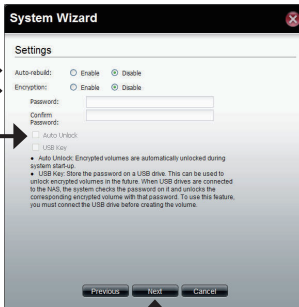 System Wizard
Settings
Auto-rebuild: Enable Disable
Encryption: Enable Disable
Password:
Confirm
Password:
Auto Unlock
USB Key
● Auto Unlock: Encrypted volumes are automatically unlocked during
system start-up.
● USB Key: Store the password on a USB drive. This can be used to
unlock encrypted volumes in the future. When USB drives are connected
to the NAS, the system checks the password on it and unlocks the
corresponding encrypted volume with that password. To use this feature,
you must connect the USB drive before creating the volume.
Previous Next Cancel